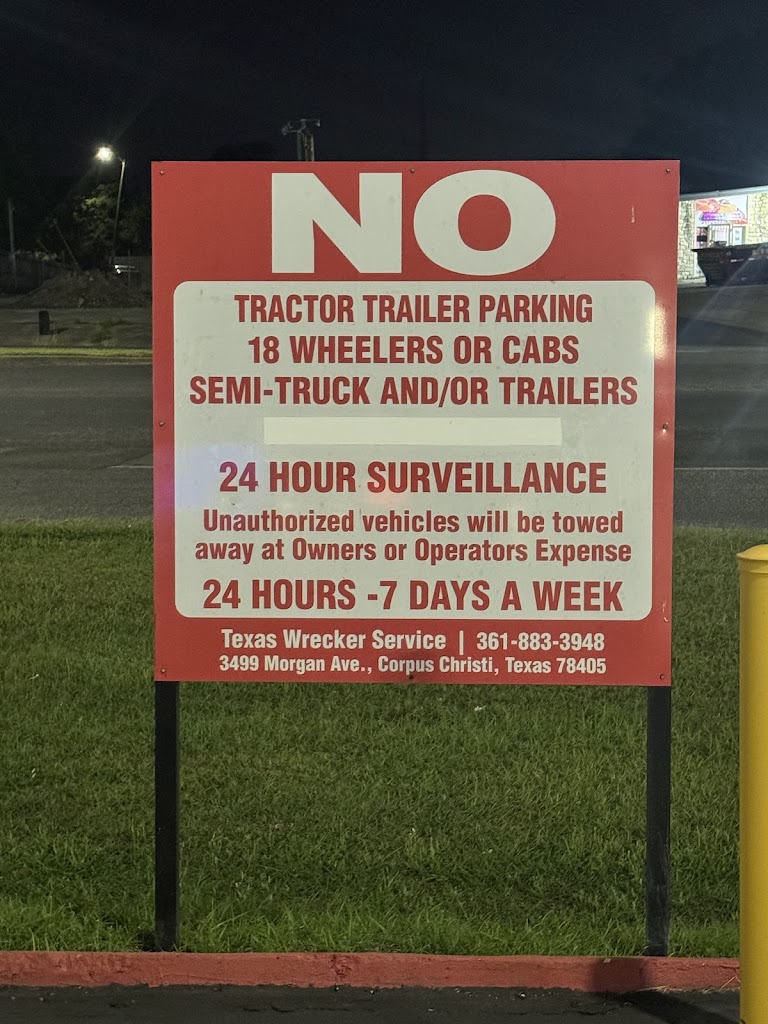 NO
TRACTOR TRAILER PARKING
18 WHEELERS OR CABS
SEMI-TRUCK AND/OR TRAILERS
24 HOUR SURVEILLANCE
Unauthorized vehicles will be towed
away at Owners or Operators Expense
24 HOURS -7 DAYS A WEEK
Texas Wrecker Service | 361-883-3948
3499 Morgan Ave., Corpus Christi, Texas 78405